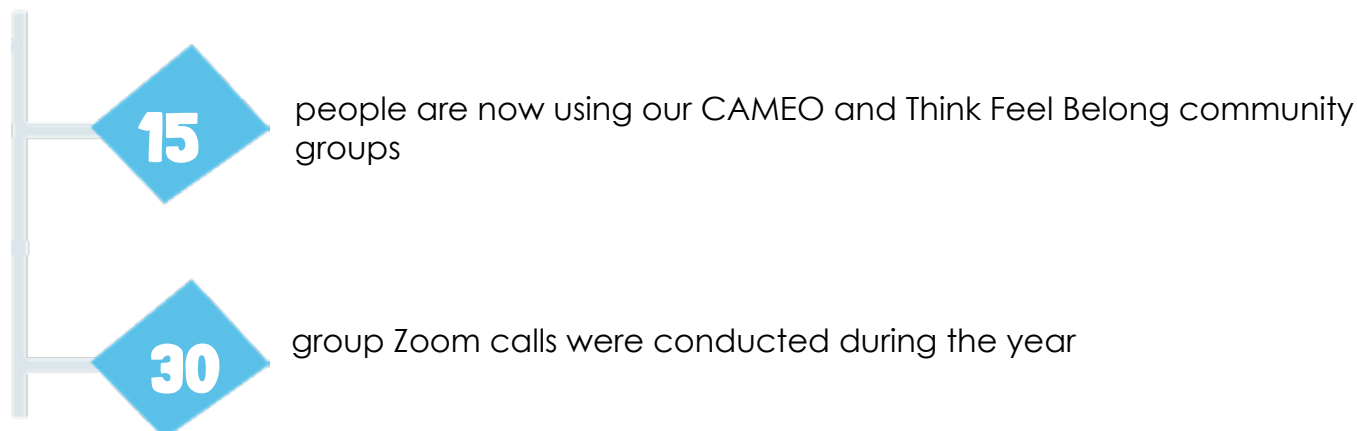 15
people are now using our CAMEO and Think Feel Belong community
groups
30
group Zoom calls were conducted during the year